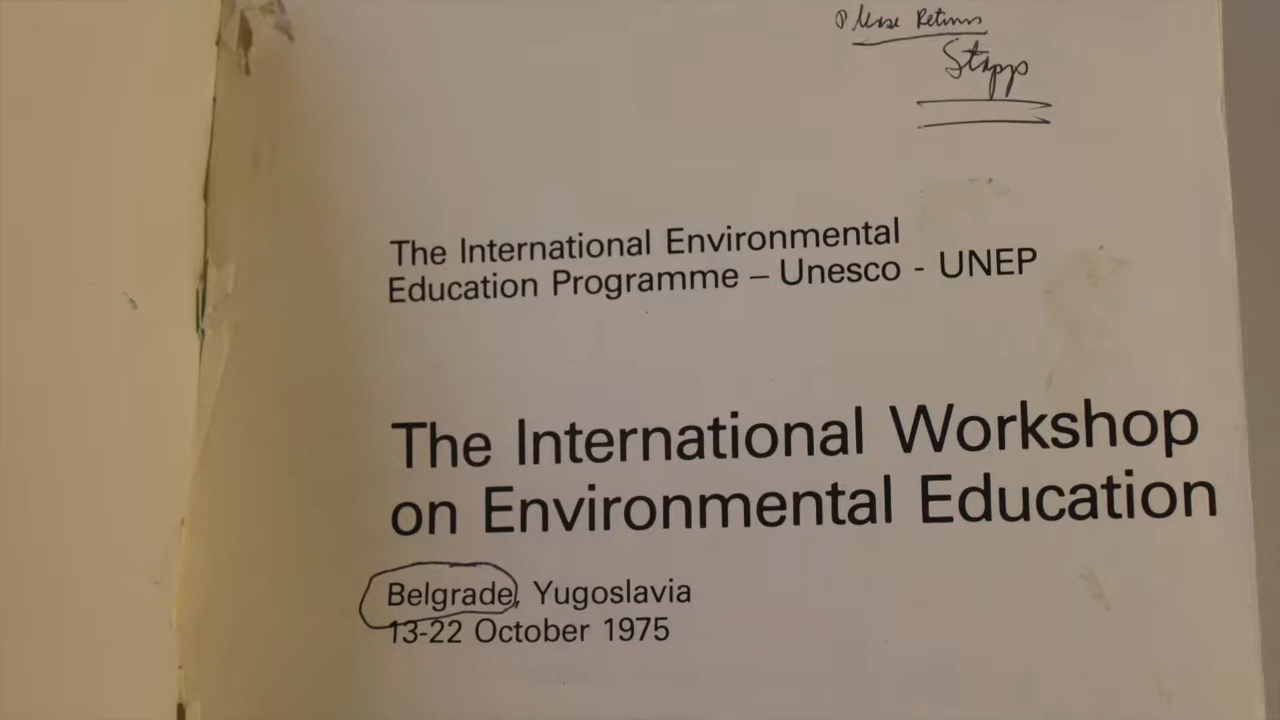 Please Return
Stapp
The International Environmental
Education Programme – Unesco - UNEP
The International Workshop
on Environmental Education
Belgrade, Yugoslavia
13-22 October 1975